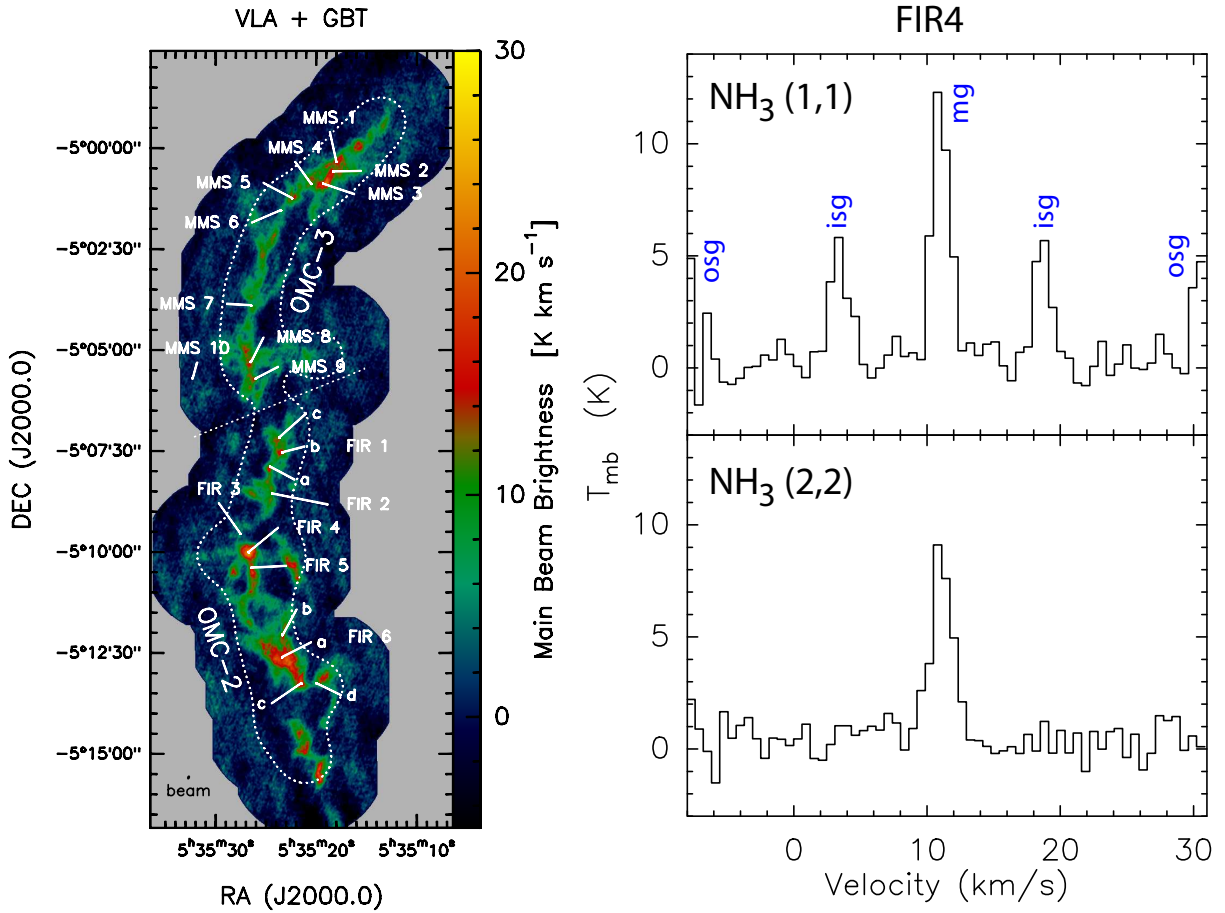 VLA + GBT
30
20
10
0
Main Beam Brightness [K km s⁻¹]
DEC (J2000.0)
−5°00'00"
−5°02'30"
−5°05'00"
−5°07'30"
−5°10'00"
−5°12'30"
−5°15'00"
MMS 1
MMS 4
MMS 2
MMS 5
MMS 3
MMS 6
OMC−3
MMS 7
MMS 8
MMS 10
MMS 9
c
b
FIR 1
a
FIR 3
FIR 2
FIR 4
FIR 5
b
OMC−2
a
FIR 6
c
d
beam
5ʰ35ᵐ30ˢ
5ʰ35ᵐ20ˢ
5ʰ35ᵐ10ˢ
RA (J2000.0)
FIR4
NH₃ (1,1)
osg
isg
mg
isg
osg
10
5
0
T_mb (K)
NH₃ (2,2)
10
5
0
0
10
20
30
Velocity (km/s)